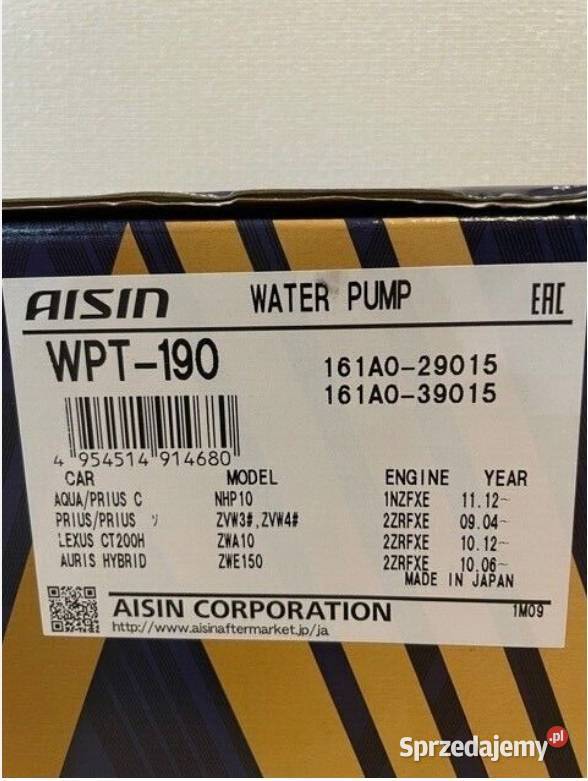 AISIN WATER PUMP EAC
WPT-190 161A0-29015
161A0-39015
4 954514 914680
CAR MODEL ENGINE YEAR
AQUA/PRIUS C NHP10 1NZFXE 11.12~
PRIUS/PRIUS ソ ZVW3#,ZVW4# 2ZRFXE 09.04~
LEXUS CT200H ZWA10 2ZRFXE 10.12~
AURIS HYBRID ZWE150 2ZRFXE 10.06~
MADE IN JAPAN
AISIN CORPORATION 1M09
http://www.aisinaftermarket.jp/ja
Sprzedajemy.pl